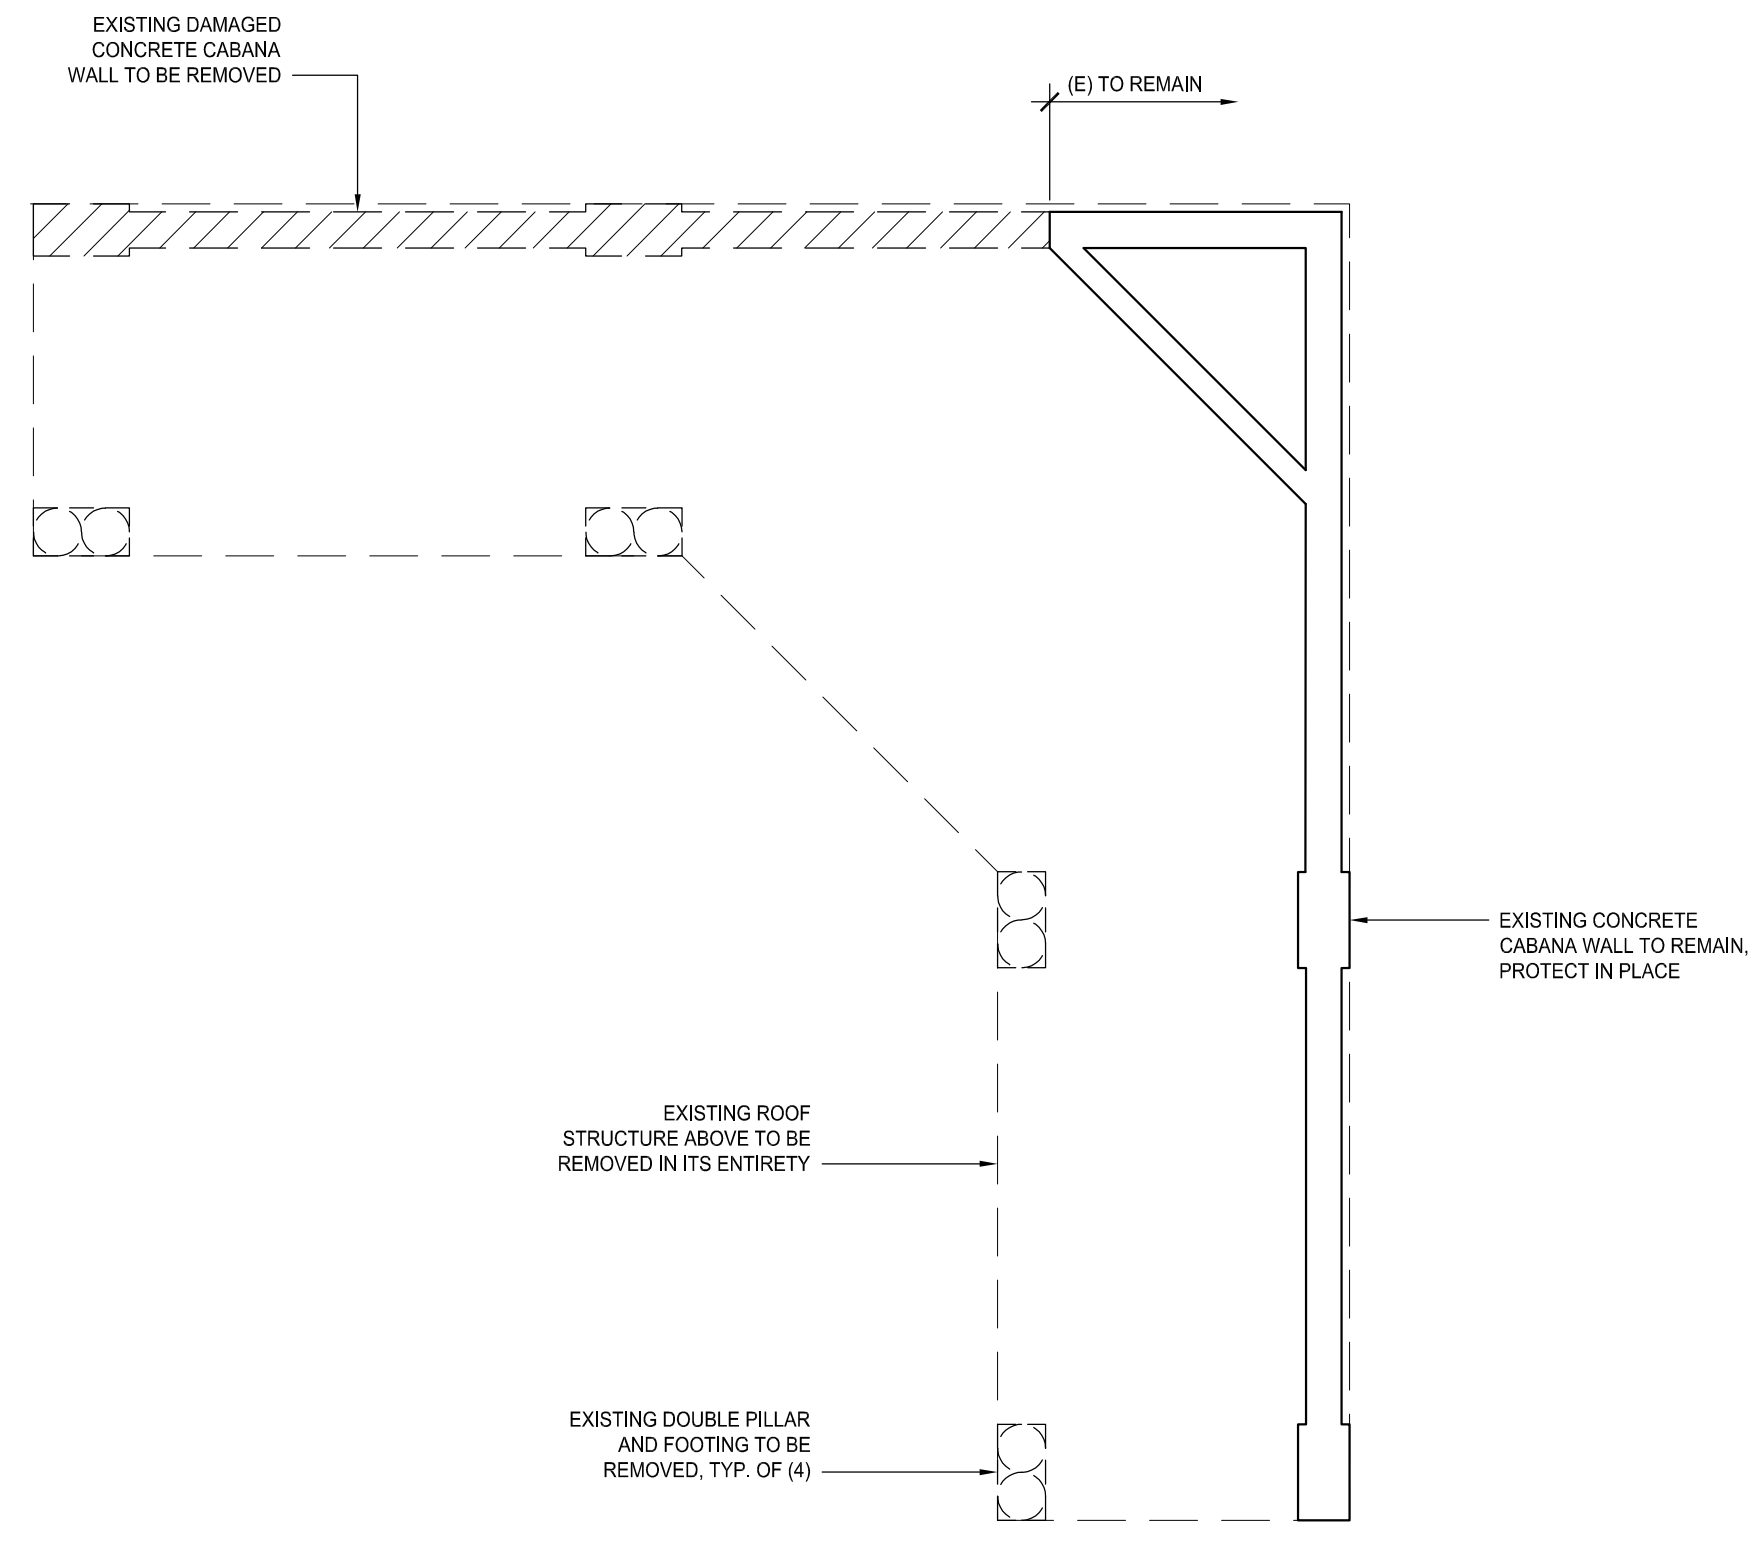 EXISTING DAMAGED
CONCRETE CABANA
WALL TO BE REMOVED
(E) TO REMAIN
EXISTING CONCRETE
CABANA WALL TO REMAIN,
PROTECT IN PLACE
EXISTING ROOF
STRUCTURE ABOVE TO BE
REMOVED IN ITS ENTIRETY
EXISTING DOUBLE PILLAR
AND FOOTING TO BE
REMOVED, TYP. OF (4)